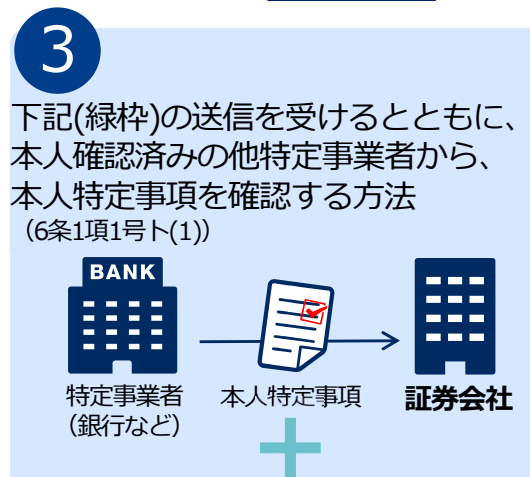 3
下記(緑枠)の送信を受けるとともに、
本人確認済みの他特定事業者から、
本人特定事項を確認する方法
（6条1項1号ト(1)）
BANK
特定事業者
（銀行など）
本人特定事項
証券会社